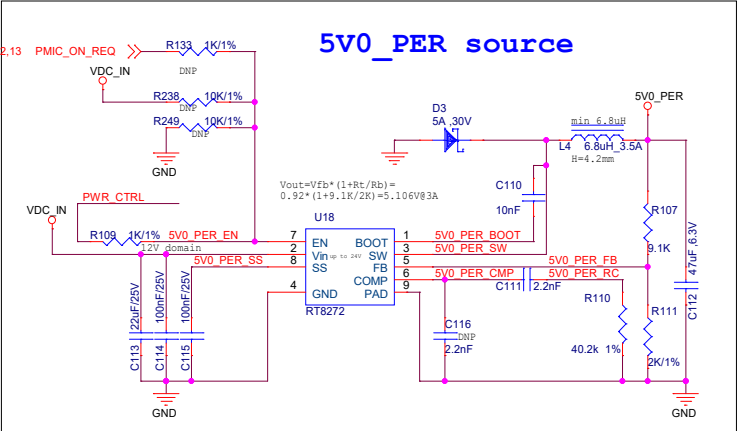 5V0_PER source
2,13 PMIC_ON_REQ
R133 1K/1%
DNP
VDC_IN
R238 10K/1%
DNP
R249 10K/1%
DNP
GND
5V0_PER
D3
5A ,30V
min 6.8uH
L4 6.8uH_3.5A
H=4.2mm
Vout=Vfb*(1+Rt/Rb)=
0.92*(1+9.1K/2K)=5.106V@3A
C110
10nF
PWR_CTRL
VDC_IN
R109 1K/1% 5V0_PER_EN
12V domain
5V0_PER_SS
U18
7 EN BOOT 1 5V0_PER_BOOT
2 Vin up to 24V SW 3 5V0_PER_SW
8 SS FB 5 5V0_PER_FB
COMP 6 5V0_PER_CMP 5V0_PER_RC
4 GND PAD 9
RT8272
C111 2.2nF
R107
9.1K
47uF_6.3V
C112
R110
40.2k 1%
R111
2K/1%
C116
DNP
2.2nF
22uF/25V
C113
100nF/25V
C114
100nF/25V
C115
GND
GND